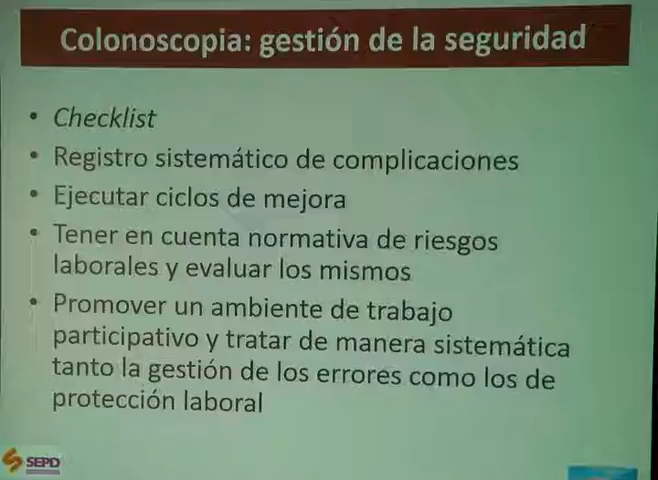 Colonoscopia: gestión de la seguridad
• Checklist
• Registro sistemático de complicaciones
• Ejecutar ciclos de mejora
• Tener en cuenta normativa de riesgos
laborales y evaluar los mismos
• Promover un ambiente de trabajo
participativo y tratar de manera sistemática
tanto la gestión de los errores como los de
protección laboral
SEPD